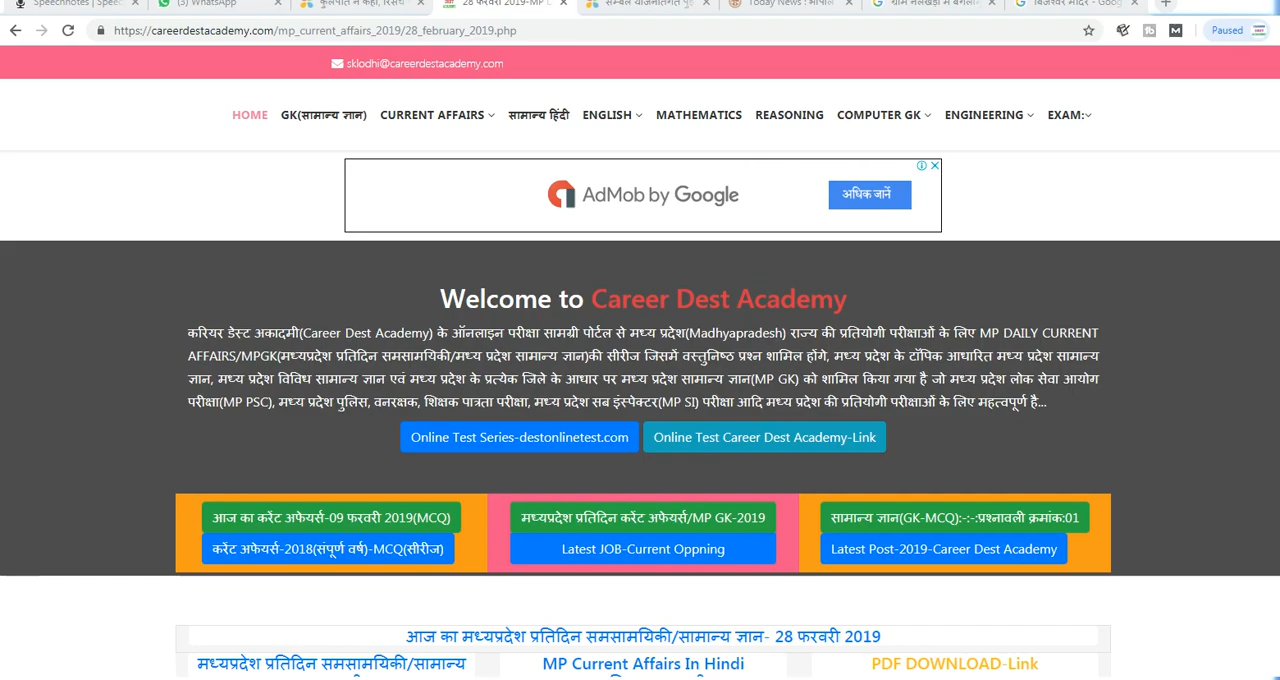 Speechnotes | Speec
(3) WhatsApp
28 फरवरी 2019-MP
Today News : भोपाल
https://careerdestacademy.com/mp_current_affairs_2019/28_february_2019.php
Paused
sklodhi@careerdestacademy.com
HOME GK(सामान्य ज्ञान) CURRENT AFFAIRS सामान्य हिंदी ENGLISH MATHEMATICS REASONING COMPUTER GK ENGINEERING EXAM:
AdMob by Google
अधिक जानें
Welcome to Career Dest Academy
करियर डेस्ट अकादमी(Career Dest Academy) के ऑनलाइन परीक्षा सामग्री पोर्टल से मध्य प्रदेश(Madhyapradesh) राज्य की प्रतियोगी परीक्षाओं के लिए MP DAILY CURRENT
AFFAIRS/MPGK(मध्यप्रदेश प्रतिदिन समसामयिकी/मध्य प्रदेश सामान्य ज्ञान)की सीरीज जिसमें वस्तुनिष्ठ प्रश्न शामिल होंगे, मध्य प्रदेश के टॉपिक आधारित मध्य प्रदेश सामान्य
ज्ञान, मध्य प्रदेश विविध सामान्य ज्ञान एवं मध्य प्रदेश के प्रत्येक जिले के आधार पर मध्य प्रदेश सामान्य ज्ञान(MP GK) को शामिल किया गया है जो मध्य प्रदेश लोक सेवा आयोग
परीक्षा(MP PSC), मध्य प्रदेश पुलिस, वनरक्षक, शिक्षक पात्रता परीक्षा, मध्य प्रदेश सब इंस्पेक्टर(MP SI) परीक्षा आदि मध्य प्रदेश की प्रतियोगी परीक्षाओं के लिए महत्वपूर्ण है...
Online Test Series-destonlinetest.com Online Test Career Dest Academy-Link
आज का करेंट अफेयर्स-09 फरवरी 2019(MCQ)
मध्यप्रदेश प्रतिदिन करेंट अफेयर्स/MP GK-2019
सामान्य ज्ञान(GK-MCQ):-:-:प्रश्नावली क्रमांक:01
करेंट अफेयर्स-2018(संपूर्ण वर्ष)-MCQ(सीरीज)
Latest JOB-Current Oppning
Latest Post-2019-Career Dest Academy
आज का मध्यप्रदेश प्रतिदिन समसामयिकी/सामान्य ज्ञान- 28 फरवरी 2019
मध्यप्रदेश प्रतिदिन समसामयिकी/सामान्य
MP Current Affairs In Hindi
PDF DOWNLOAD-Link